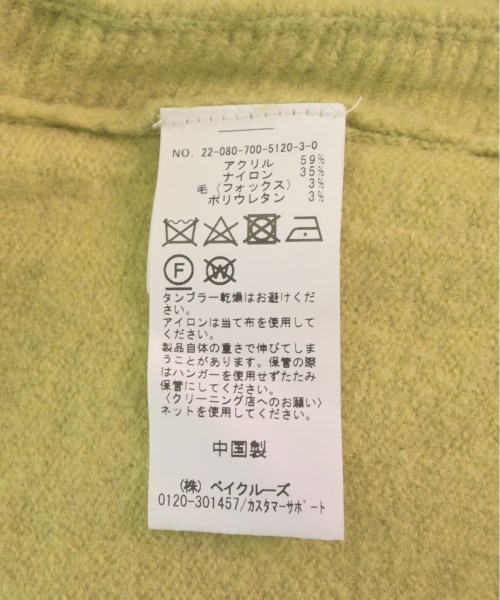 NO. 22-080-700-5120-3-0
アクリル 59%
ナイロン 35%
毛(フォックス) 3%
ポリウレタン 3%
F
W
タンブラー乾燥はお避けくだ
さい。
アイロンは当て布を使用して
ください。
製品自体の重さで伸びてしま
うことがあります。保管の際
はハンガーを使用せずたたみ
保管にしてください。
〈クリーニング店へのお願い〉
ネットを使用してください。
中国製
(株) ベイクルーズ
0120-301457/カスタマーサポート